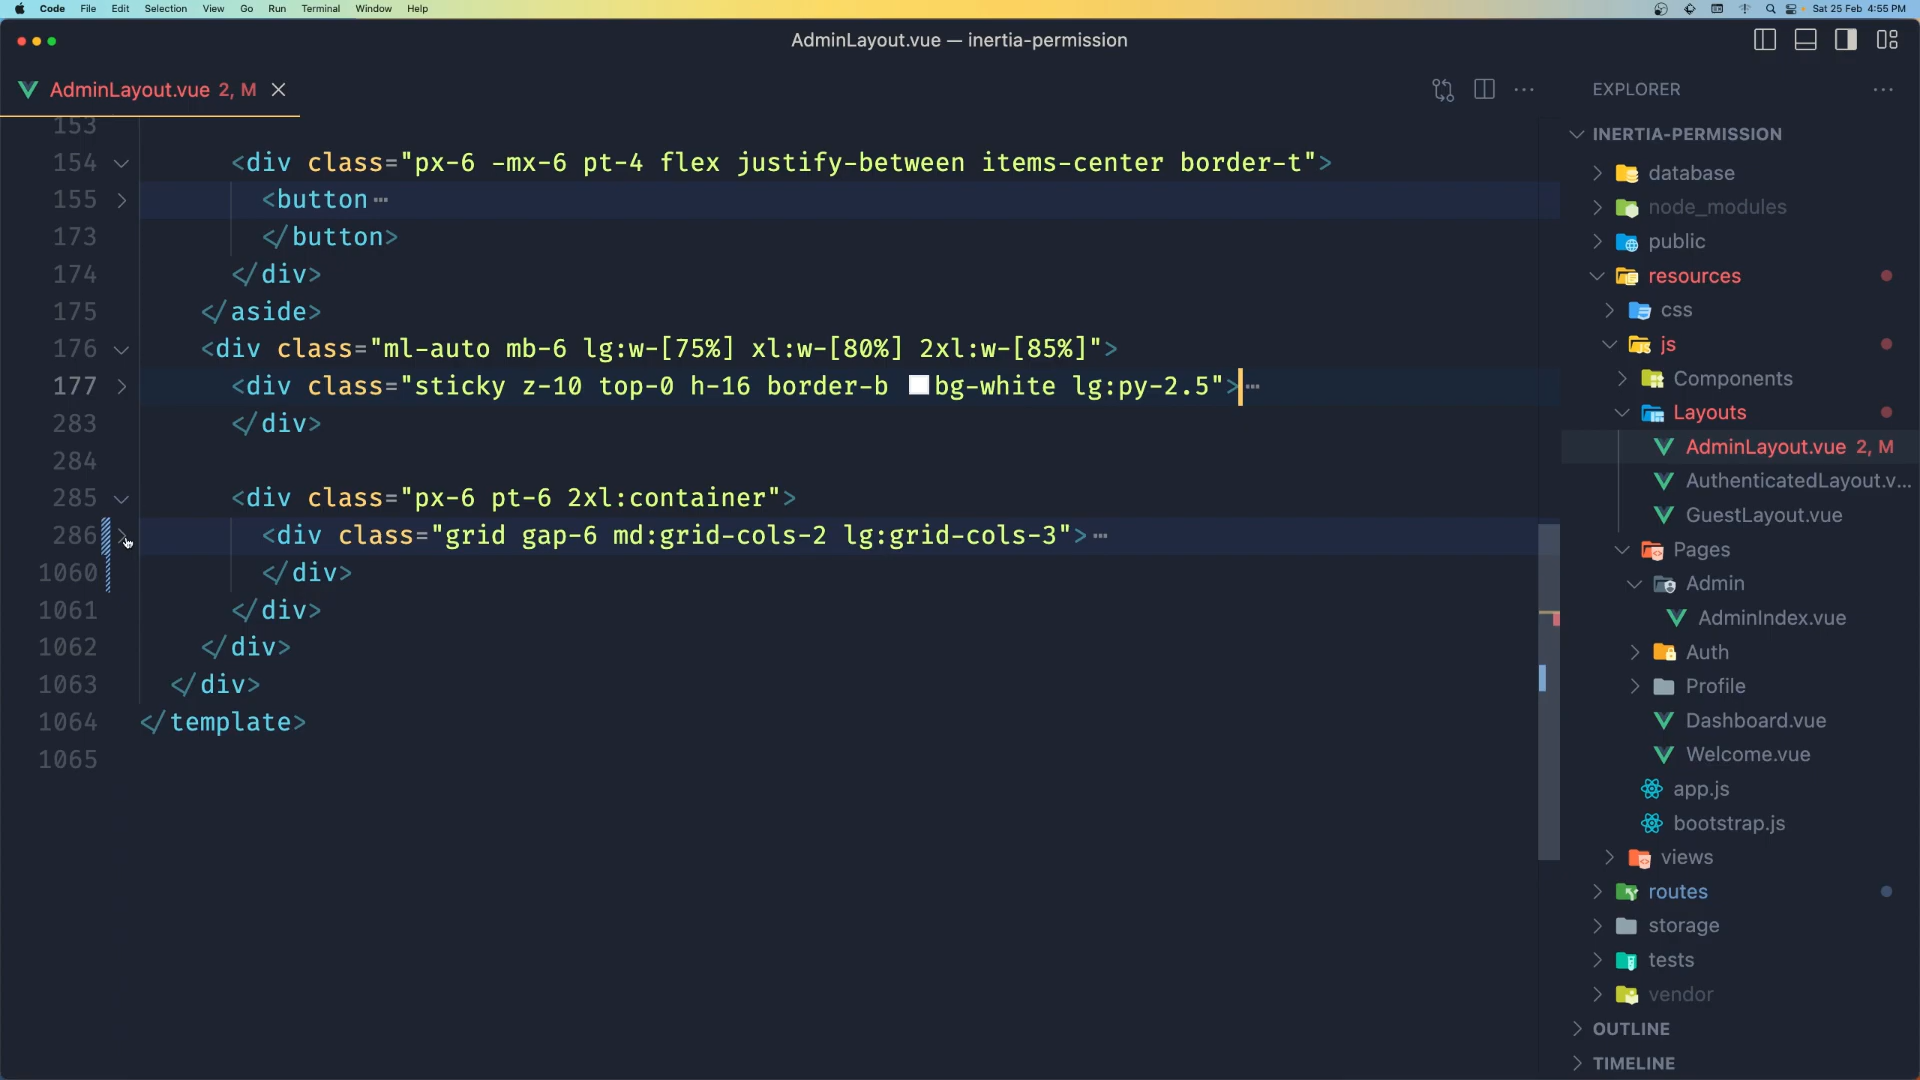 Code File Edit Selection View Go Run Terminal Window Help Sat 25 Feb 4:55 PM
AdminLayout.vue — inertia-permission
AdminLayout.vue 2, M
153
154 <div class="px-6 -mx-6 pt-4 flex justify-between items-center border-t">
155 <button ⋯
173 </button>
174 </div>
175 </aside>
176 <div class="ml-auto mb-6 lg:w-[75%] xl:w-[80%] 2xl:w-[85%]">
177 <div class="sticky z-10 top-0 h-16 border-b bg-white lg:py-2.5"> ⋯
283 </div>
284
285 <div class="px-6 pt-6 2xl:container">
286 <div class="grid gap-6 md:grid-cols-2 lg:grid-cols-3"> ⋯
1060 </div>
1061 </div>
1062 </div>
1063 </div>
1064 </template>
1065
EXPLORER
INERTIA-PERMISSION
database
node_modules
public
resources
css
js
Components
Layouts
AdminLayout.vue 2, M
AuthenticatedLayout.v...
GuestLayout.vue
Pages
Admin
AdminIndex.vue
Auth
Profile
Dashboard.vue
Welcome.vue
app.js
bootstrap.js
views
routes
storage
tests
vendor
OUTLINE
TIMELINE